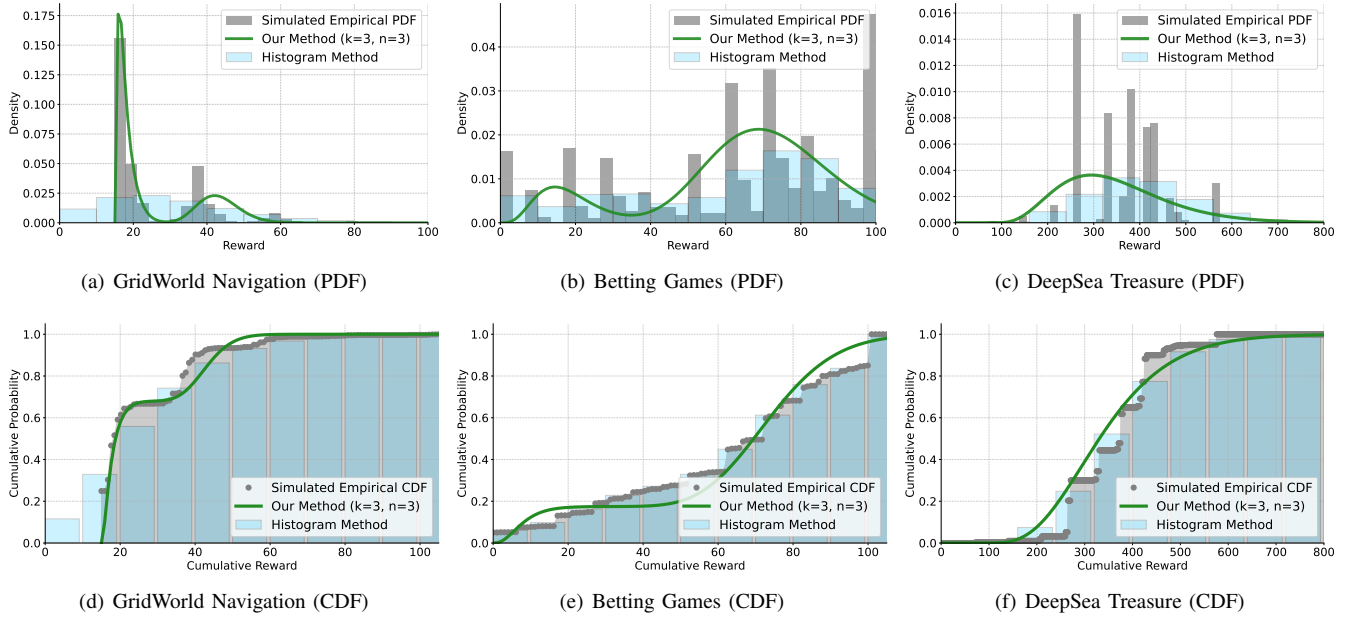 0.175
0.150
0.125
0.100
0.075
0.050
0.025
0.000
Density
0 20 40 60 80 100
Reward
Simulated Empirical PDF
Our Method (k=3, n=3)
Histogram Method
(a) GridWorld Navigation (PDF)
0.04
0.03
0.02
0.01
0.00
Density
0 20 40 60 80 100
Reward
Simulated Empirical PDF
Our Method (k=3, n=3)
Histogram Method
(b) Betting Games (PDF)
0.016
0.014
0.012
0.010
0.008
0.006
0.004
0.002
0.000
Density
0 100 200 300 400 500 600 700 800
Reward
Simulated Empirical PDF
Our Method (k=3, n=3)
Histogram Method
(c) DeepSea Treasure (PDF)
1.0
0.8
0.6
0.4
0.2
0.0
Cumulative Probability
0 20 40 60 80 100
Cumulative Reward
Simulated Empirical CDF
Our Method (k=3, n=3)
Histogram Method
(d) GridWorld Navigation (CDF)
1.0
0.8
0.6
0.4
0.2
0.0
Cumulative Probability
0 20 40 60 80 100
Cumulative Reward
Simulated Empirical CDF
Our Method (k=3, n=3)
Histogram Method
(e) Betting Games (CDF)
1.0
0.8
0.6
0.4
0.2
0.0
Cumulative Probability
0 100 200 300 400 500 600 700 800
Cumulative Reward
Simulated Empirical CDF
Our Method (k=3, n=3)
Histogram Method
(f) DeepSea Treasure (CDF)